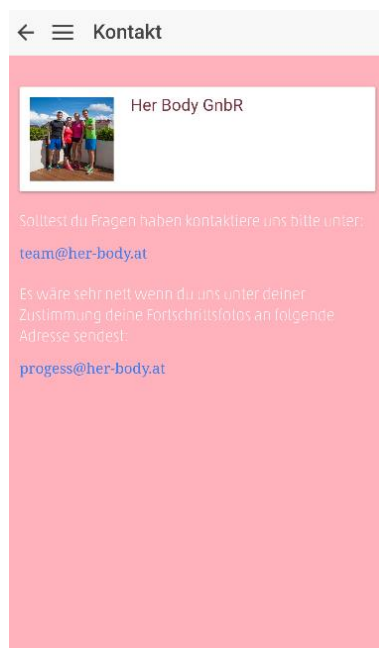 Kontakt
Her Body GnbR
Solltest du Fragen haben kontaktiere uns bitte unter:
team@her-body.at
Es wäre sehr nett wenn du uns unter deiner
Zustimmung deine Fortschrittsfotos an folgende
Adresse sendest:
progess@her-body.at